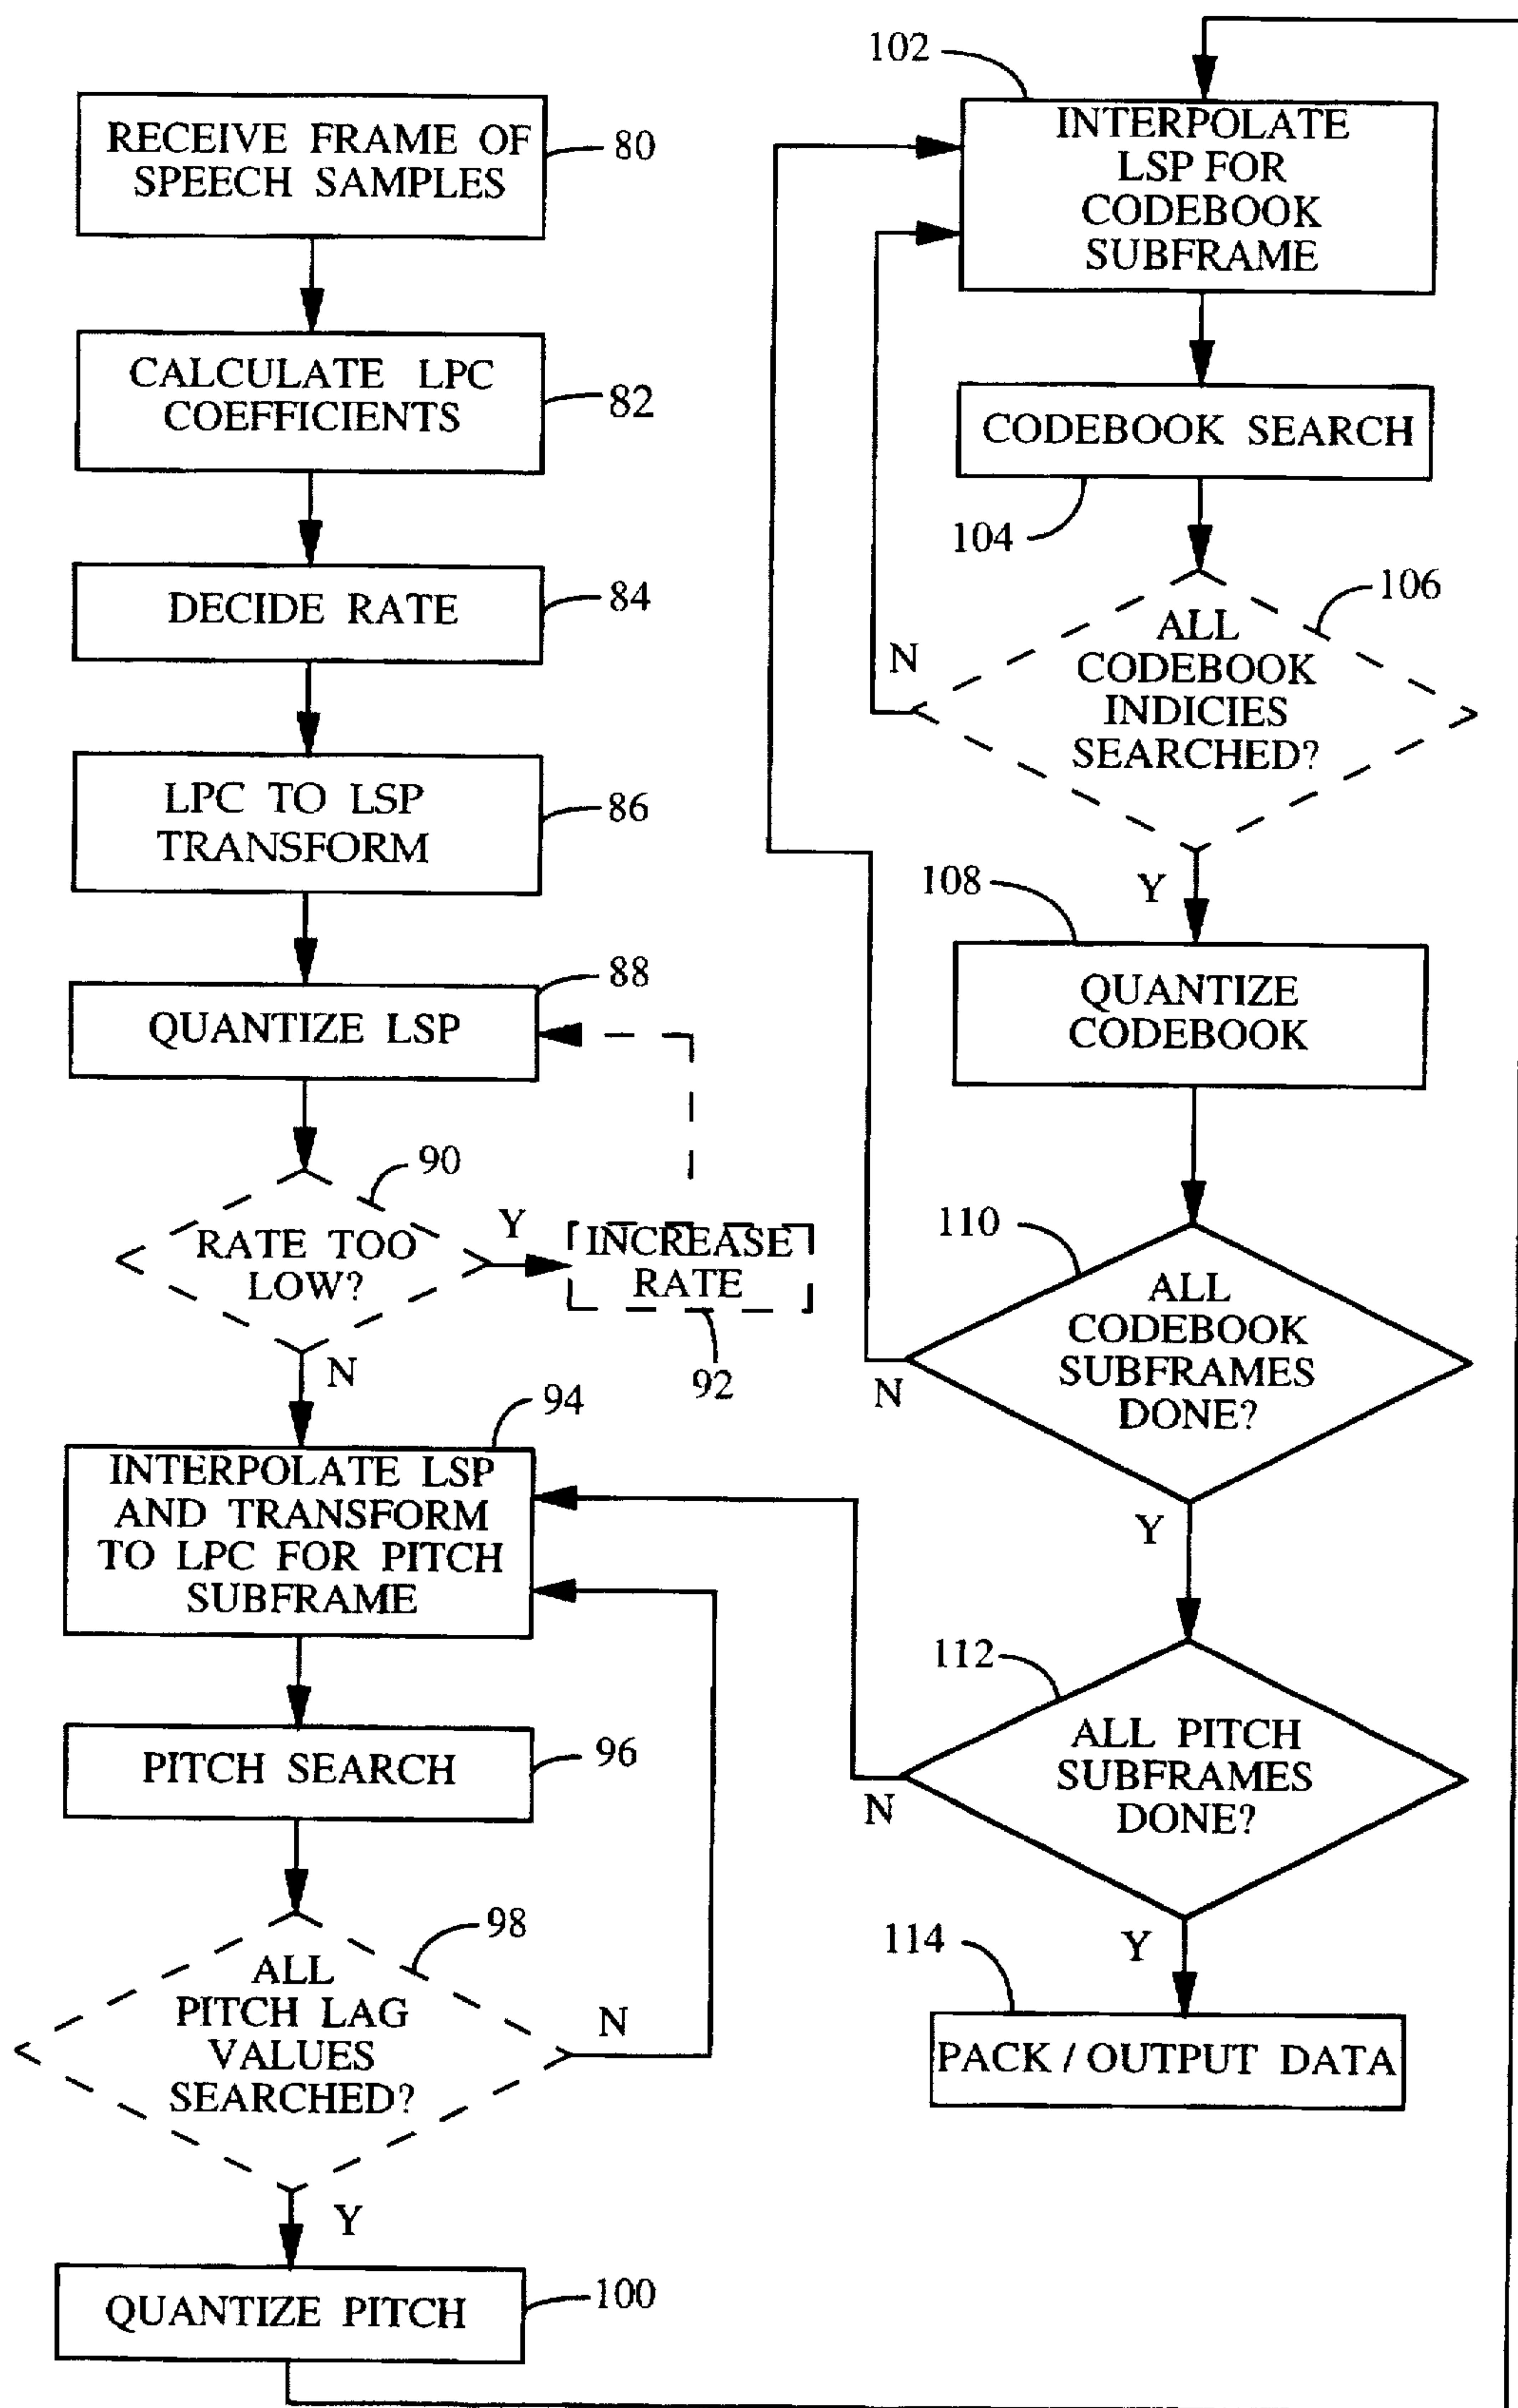 RECEIVE FRAME OF
SPEECH SAMPLES
80
CALCULATE LPC
COEFFICIENTS
82
DECIDE RATE
84
LPC TO LSP
TRANSFORM
86
88
QUANTIZE LSP
90
RATE TOO
LOW?
Y
INCREASE
RATE
92
N
94
INTERPOLATE LSP
AND TRANSFORM
TO LPC FOR PITCH
SUBFRAME
PITCH SEARCH
96
98
ALL
PITCH LAG
VALUES
SEARCHED?
N
Y
QUANTIZE PITCH
100
102
INTERPOLATE
LSP FOR
CODEBOOK
SUBFRAME
CODEBOOK SEARCH
104
106
ALL
CODEBOOK
INDICIES
SEARCHED?
N
Y
108
QUANTIZE
CODEBOOK
110
ALL
CODEBOOK
SUBFRAMES
DONE?
N
Y
112
ALL PITCH
SUBFRAMES
DONE?
N
Y
114
PACK / OUTPUT DATA